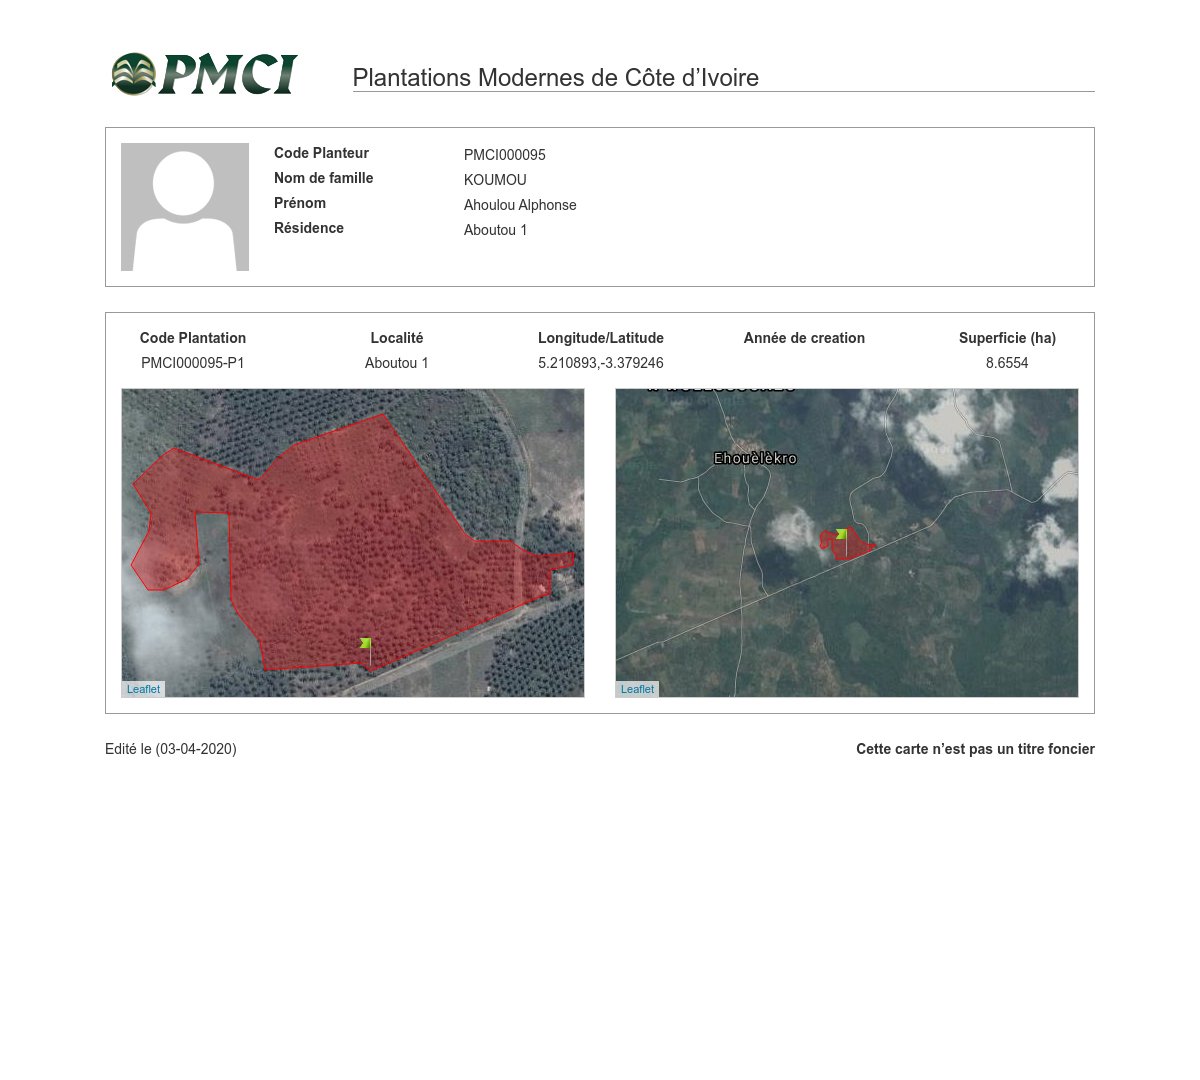 PMCI
Plantations Modernes de Côte d’Ivoire
Code Planteur PMCI000095
Nom de famille KOUMOU
Prénom Ahoulou Alphonse
Résidence Aboutou 1
Code Plantation Localité Longitude/Latitude Année de creation Superficie (ha)
PMCI000095-P1 Aboutou 1 5.210893,-3.379246 8.6554
Ehouèlèkro
Leaflet Leaflet
Edité le (03-04-2020) Cette carte n’est pas un titre foncier